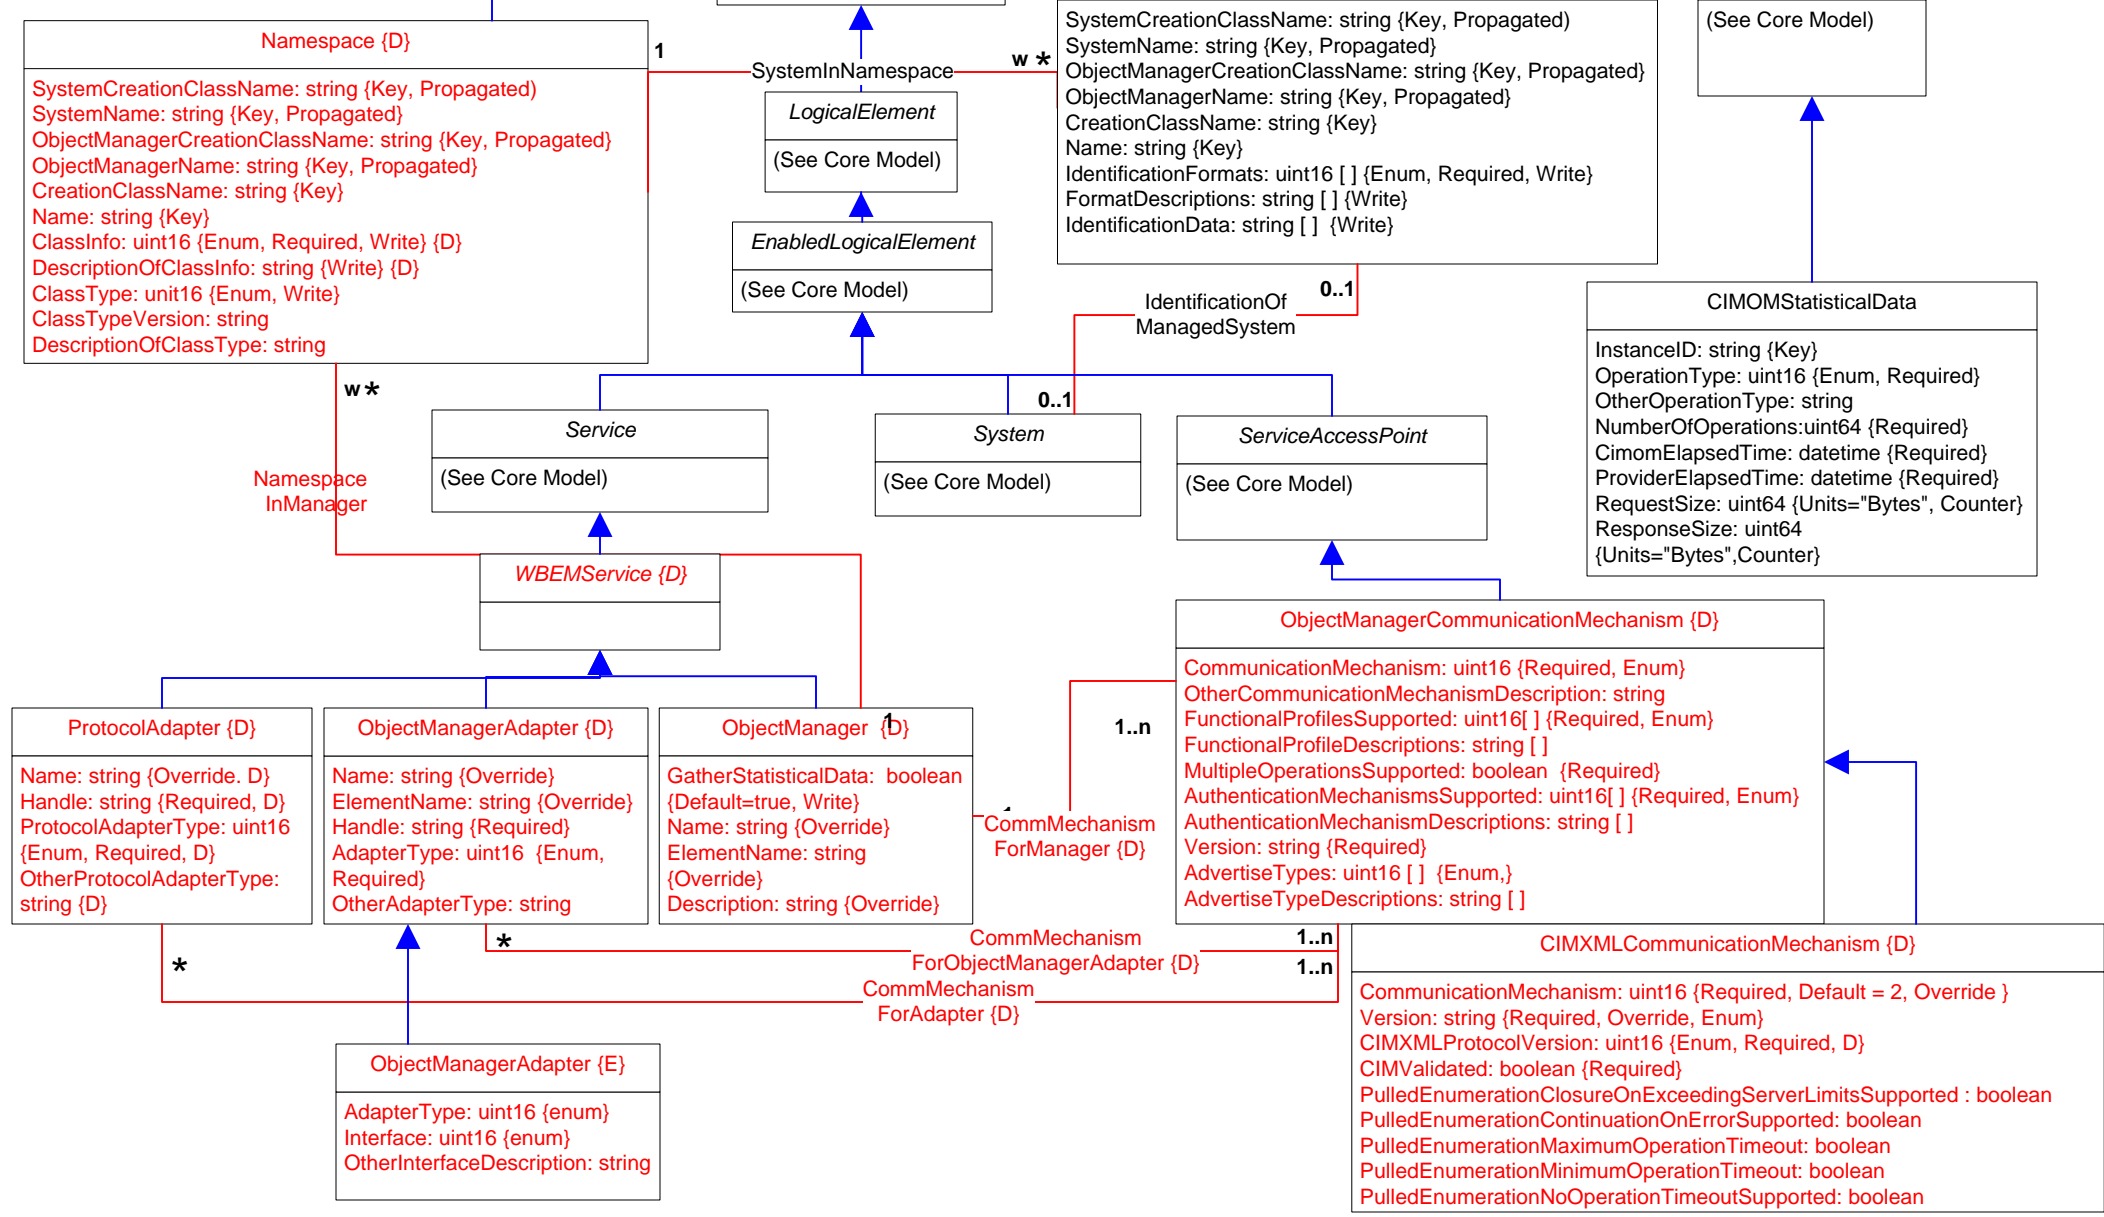 Namespace {D}
SystemCreationClassName: string {Key, Propagated)
SystemName: string {Key, Propagated}
ObjectManagerCreationClassName: string {Key, Propagated}
ObjectManagerName: string {Key, Propagated}
CreationClassName: string {Key}
Name: string {Key}
ClassInfo: uint16 {Enum, Required, Write} {D}
DescriptionOfClassInfo: string {Write} {D}
ClassType: unit16 {Enum, Write}
ClassTypeVersion: string
DescriptionOfClassType: string
1
SystemInNamespace
w *
LogicalElement
(See Core Model)
EnabledLogicalElement
(See Core Model)
SystemCreationClassName: string {Key, Propagated)
SystemName: string {Key, Propagated}
ObjectManagerCreationClassName: string {Key, Propagated}
ObjectManagerName: string {Key, Propagated}
CreationClassName: string {Key}
Name: string {Key}
IdentificationFormats: uint16 [ ] {Enum, Required, Write}
FormatDescriptions: string [ ] {Write}
IdentificationData: string [ ]  {Write}
(See Core Model)
0..1
IdentificationOf
ManagedSystem
0..1
CIMOMStatisticalData
InstanceID: string {Key}
OperationType: uint16 {Enum, Required}
OtherOperationType: string
NumberOfOperations:uint64 {Required}
CimomElapsedTime: datetime {Required}
ProviderElapsedTime: datetime {Required}
RequestSize: uint64 {Units="Bytes", Counter}
ResponseSize: uint64
{Units="Bytes",Counter}
w *
Namespace
InManager
Service
(See Core Model)
System
(See Core Model)
ServiceAccessPoint
(See Core Model)
WBEMService {D}
ProtocolAdapter {D}
Name: string {Override. D}
Handle: string {Required, D}
ProtocolAdapterType: uint16
{Enum, Required, D}
OtherProtocolAdapterType:
string {D}
ObjectManagerAdapter {D}
Name: string {Override}
ElementName: string {Override}
Handle: string {Required}
AdapterType: uint16  {Enum,
Required}
OtherAdapterType: string
1
ObjectManager  {D}
GatherStatisticalData:  boolean
{Default=true, Write}
Name: string {Override}
ElementName: string
{Override}
Description: string {Override}
1..n
CommMechanism
ForManager {D}
ObjectManagerCommunicationMechanism {D}
CommunicationMechanism: uint16 {Required, Enum}
OtherCommunicationMechanismDescription: string
FunctionalProfilesSupported: uint16[ ] {Required, Enum}
FunctionalProfileDescriptions: string [ ]
MultipleOperationsSupported: boolean  {Required}
AuthenticationMechanismsSupported: uint16[ ] {Required, Enum}
AuthenticationMechanismDescriptions: string [ ]
Version: string {Required}
AdvertiseTypes: uint16 [ ]  {Enum,}
AdvertiseTypeDescriptions: string [ ]
*
CommMechanism
ForObjectManagerAdapter {D}
1..n
*
CommMechanism
ForAdapter {D}
1..n
CIMXMLCommunicationMechanism {D}
CommunicationMechanism: uint16 {Required, Default = 2, Override }
Version: string {Required, Override, Enum}
CIMXMLProtocolVersion: uint16 {Enum, Required, D}
CIMValidated: boolean {Required}
PulledEnumerationClosureOnExceedingServerLimitsSupported : boolean
PulledEnumerationContinuationOnErrorSupported: boolean
PulledEnumerationMaximumOperationTimeout: boolean
PulledEnumerationMinimumOperationTimeout: boolean
PulledEnumerationNoOperationTimeoutSupported: boolean
ObjectManagerAdapter {E}
AdapterType: uint16 {enum}
Interface: uint16 {enum}
OtherInterfaceDescription: string